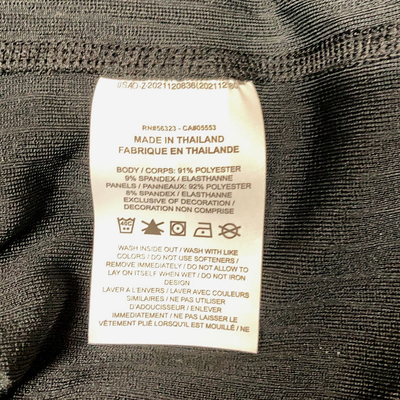 RN#56323 - CA#05553
MADE IN THAILAND
FABRIQUE EN THAILANDE
BODY / CORPS: 91% POLYESTER
9% SPANDEX / ELASTHANNE
PANELS / PANNEAUX: 92% POLYESTER
8% SPANDEX / ELASTHANNE
EXCLUSIVE OF DECORATION /
DECORATION NON COMPRISE
WASH INSIDE OUT / WASH WITH LIKE
COLORS / DO NOT USE SOFTENERS /
REMOVE IMMEDIATELY / DO NOT ALLOW TO
LAY ON ITSELF WHEN WET / DO NOT IRON
DESIGN
LAVER À L'ENVERS / LAVER AVEC COULEURS
SIMILAIRES / NE PAS UTILISER
D'ADOUCISSEUR / ENLEVER
IMMÉDIATEMENT / NE PAS LAISSER LE
VÊTEMENT PLIÉ LORSQU'IL EST MOUILLÉ / NE